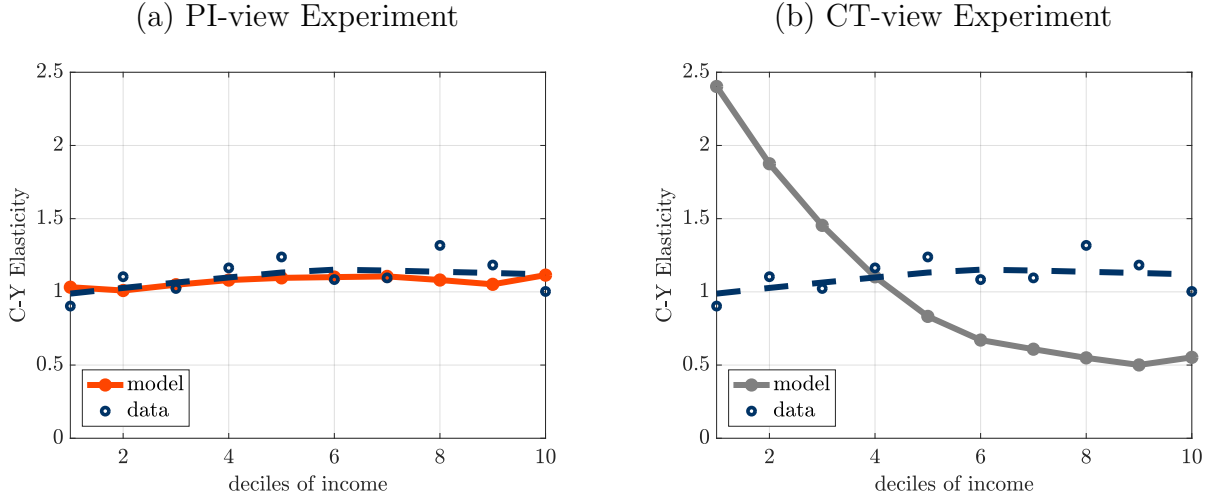 (a) PI-view Experiment
2.5
2
1.5
1
0.5
0
C-Y Elasticity
model
data
2 4 6 8 10
deciles of income
(b) CT-view Experiment
2.5
2
1.5
1
0.5
0
C-Y Elasticity
model
data
2 4 6 8 10
deciles of income